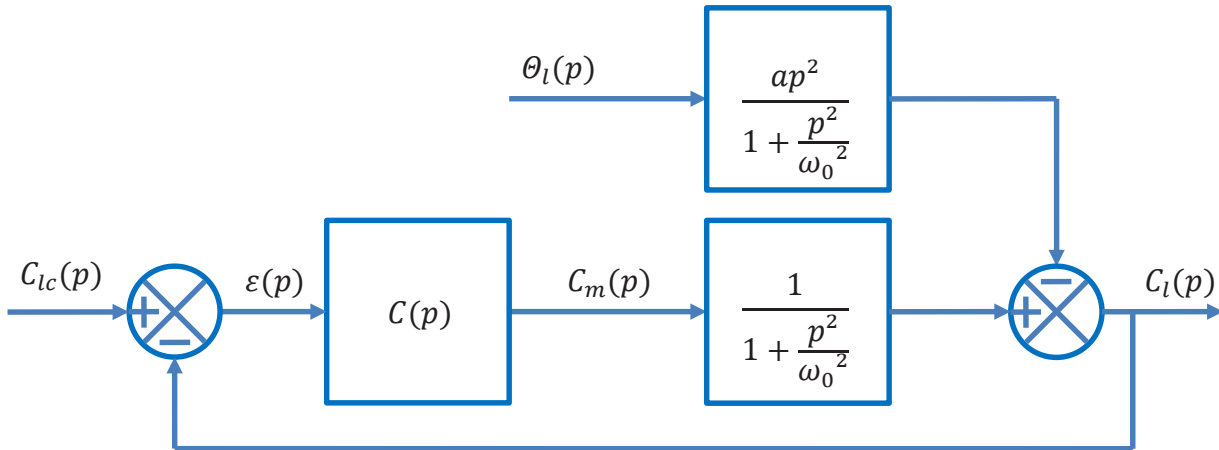 Θ_l(p)
ap²
1 + p²
ω₀²
C_lc(p)
+
−
ε(p)
C(p)
C_m(p)
1
1 + p²
ω₀²
+
−
C_l(p)